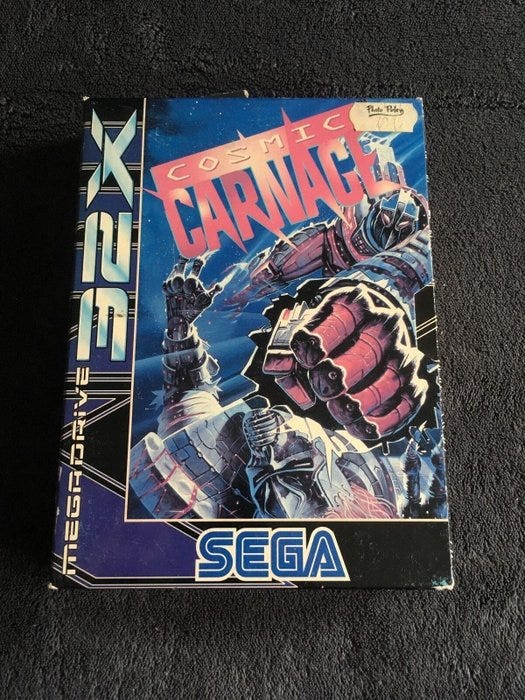 COSMIC
CARNAGE
MEGADRIVE 32X
SEGA